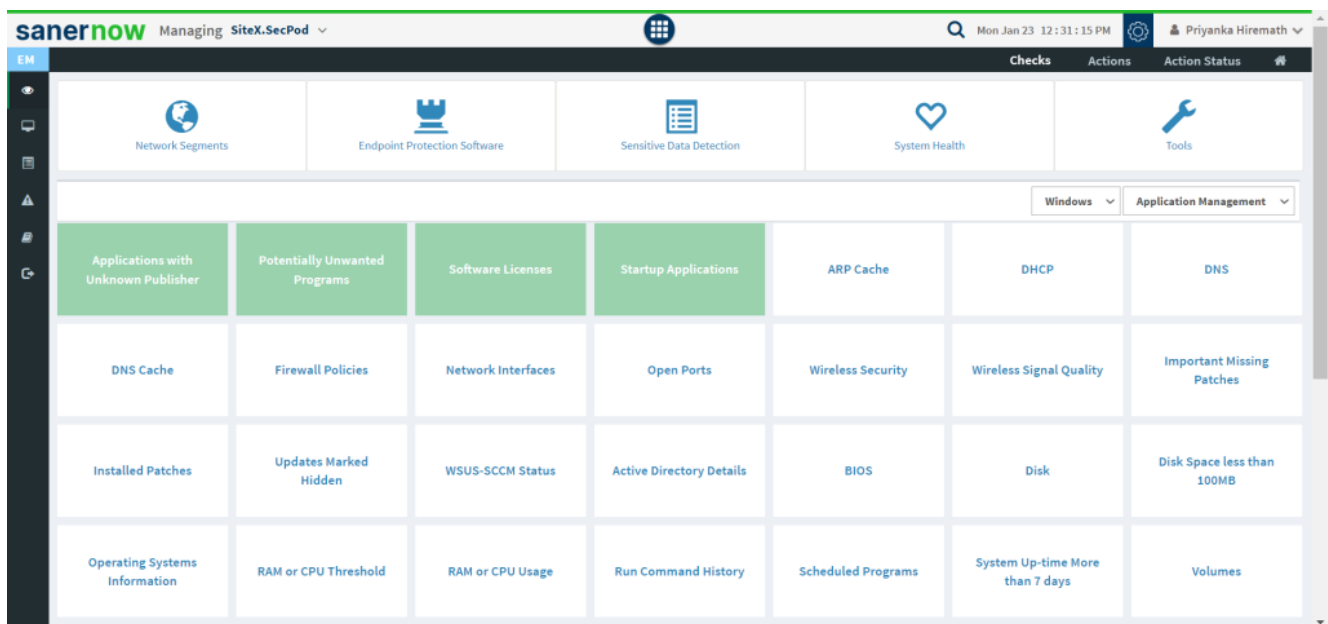 sanernow Managing SiteX.SecPod Mon Jan 23 12:31:15 PM Priyanka Hiremath
EM Checks Actions Action Status
Network Segments Endpoint Protection Software Sensitive Data Detection System Health Tools
Windows Application Management
Applications with
Unknown Publisher
Potentially Unwanted
Programs
Software Licenses
Startup Applications
ARP Cache
DHCP
DNS
DNS Cache
Firewall Policies
Network Interfaces
Open Ports
Wireless Security
Wireless Signal Quality
Important Missing
Patches
Installed Patches
Updates Marked
Hidden
WSUS-SCCM Status
Active Directory Details
BIOS
Disk
Disk Space less than
100MB
Operating Systems
Information
RAM or CPU Threshold
RAM or CPU Usage
Run Command History
Scheduled Programs
System Up-time More
than 7 days
Volumes